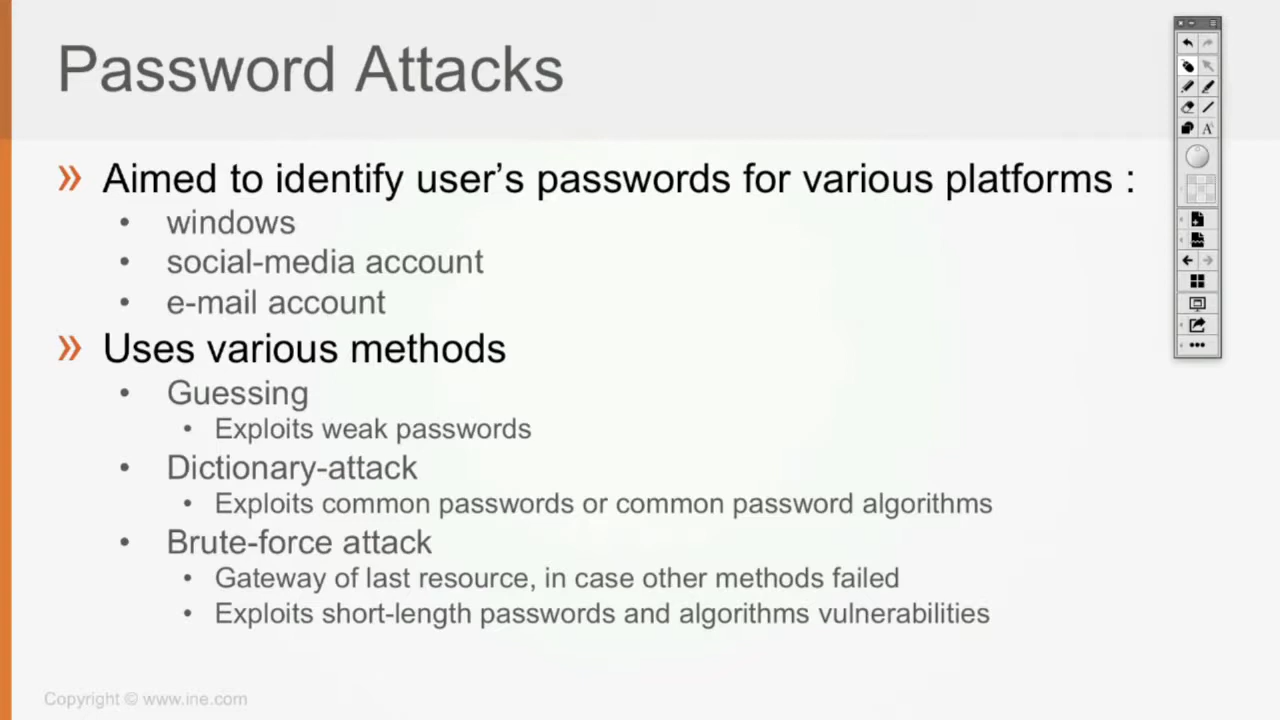 Password Attacks
» Aimed to identify user’s passwords for various platforms :
• windows
• social-media account
• e-mail account
» Uses various methods
• Guessing
• Exploits weak passwords
• Dictionary-attack
• Exploits common passwords or common password algorithms
• Brute-force attack
• Gateway of last resource, in case other methods failed
• Exploits short-length passwords and algorithms vulnerabilities
Copyright © www.ine.com